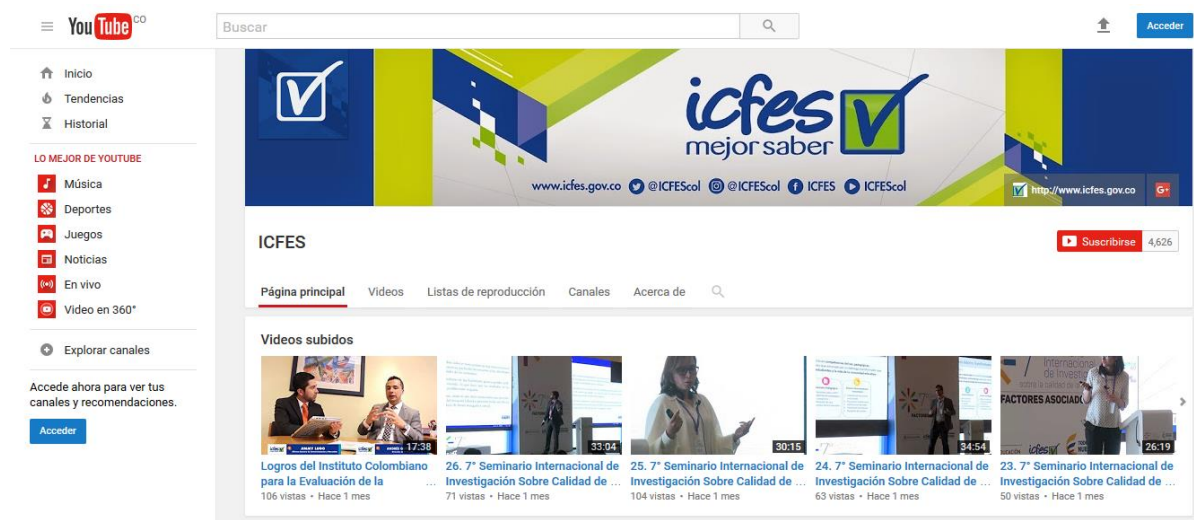 YouTube CO
Buscar
Acceder
Inicio
Tendencias
Historial
LO MEJOR DE YOUTUBE
Música
Deportes
Juegos
Noticias
En vivo
Video en 360°
Explorar canales
Accede ahora para ver tus
canales y recomendaciones.
Acceder
icfes
mejor saber
www.icfes.gov.co @ICFEScol @ICFEScol ICFES ICFEScol
http://www.icfes.gov.co G+
ICFES
Suscribirse 4,626
Página principal Videos Listas de reproducción Canales Acerca de
Videos subidos
17:38
33:04
30:15
34:54
Internacional
de Investi
FACTORES ASOCIADO
icfes
26:19
Logros del Instituto Colombiano
para la Evaluación de la ...
106 vistas • Hace 1 mes
26. 7° Seminario Internacional de
Investigación Sobre Calidad de ...
71 vistas • Hace 1 mes
25. 7° Seminario Internacional de
Investigación Sobre Calidad de ...
104 vistas • Hace 1 mes
24. 7° Seminario Internacional de
Investigación Sobre Calidad de ...
63 vistas • Hace 1 mes
23. 7° Seminario Internacional de
Investigación Sobre Calidad de ...
50 vistas • Hace 1 mes